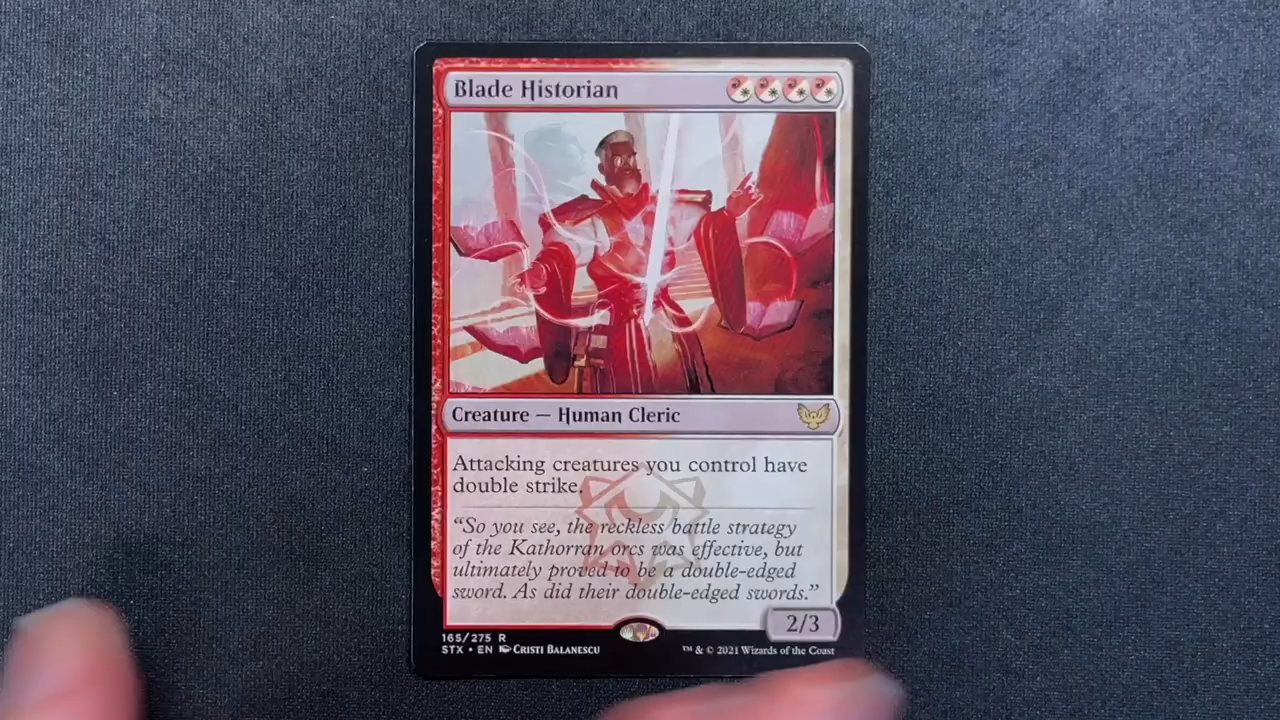 Blade Historian
Creature — Human Cleric
Attacking creatures you control have
double strike.
“So you see, the reckless battle strategy
of the Kathorran orcs was effective, but
ultimately proved to be a double-edged
sword. As did their double-edged swords.”
2/3
165/275 R
STX • EN Cristi Balanescu
™ & © 2021 Wizards of the Coast